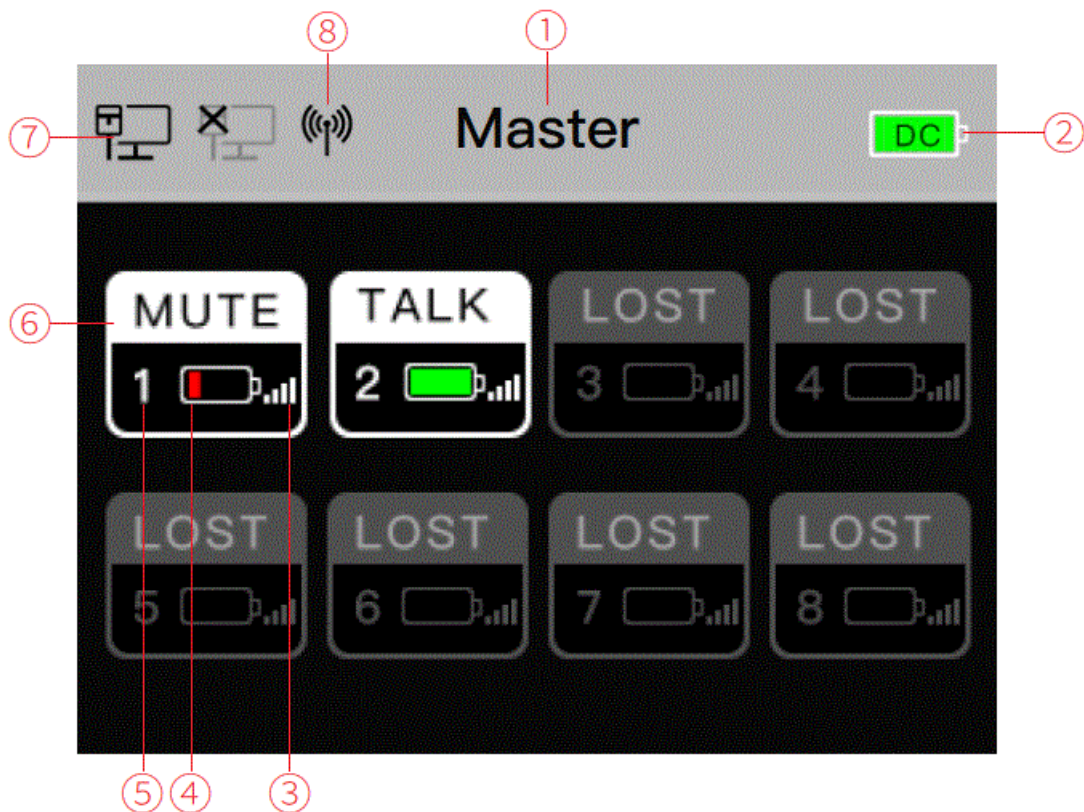 ⑧ ①
⑦ Master DC ②
⑥ MUTE TALK LOST LOST
1 2 3 4
LOST LOST LOST LOST
5 6 7 8
⑤ ④ ③